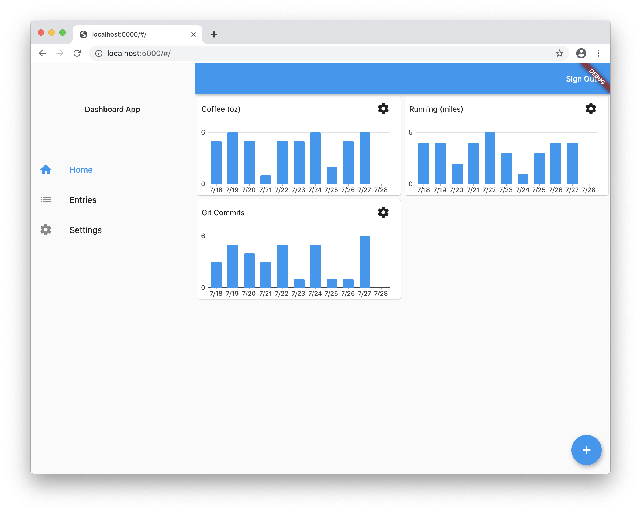 localhost:5000/#/
localhost:5000/#/
DEBUG
Sign Out
Dashboard App
Home
Entries
Settings
Coffee (oz)
6
0
7/18 7/19 7/20 7/21 7/22 7/23 7/24 7/25 7/26 7/27 7/28
Running (miles)
5
0
7/18 7/19 7/20 7/21 7/22 7/23 7/24 7/25 7/26 7/27 7/28
Git Commits
6
0
7/18 7/19 7/20 7/21 7/22 7/23 7/24 7/25 7/26 7/27 7/28